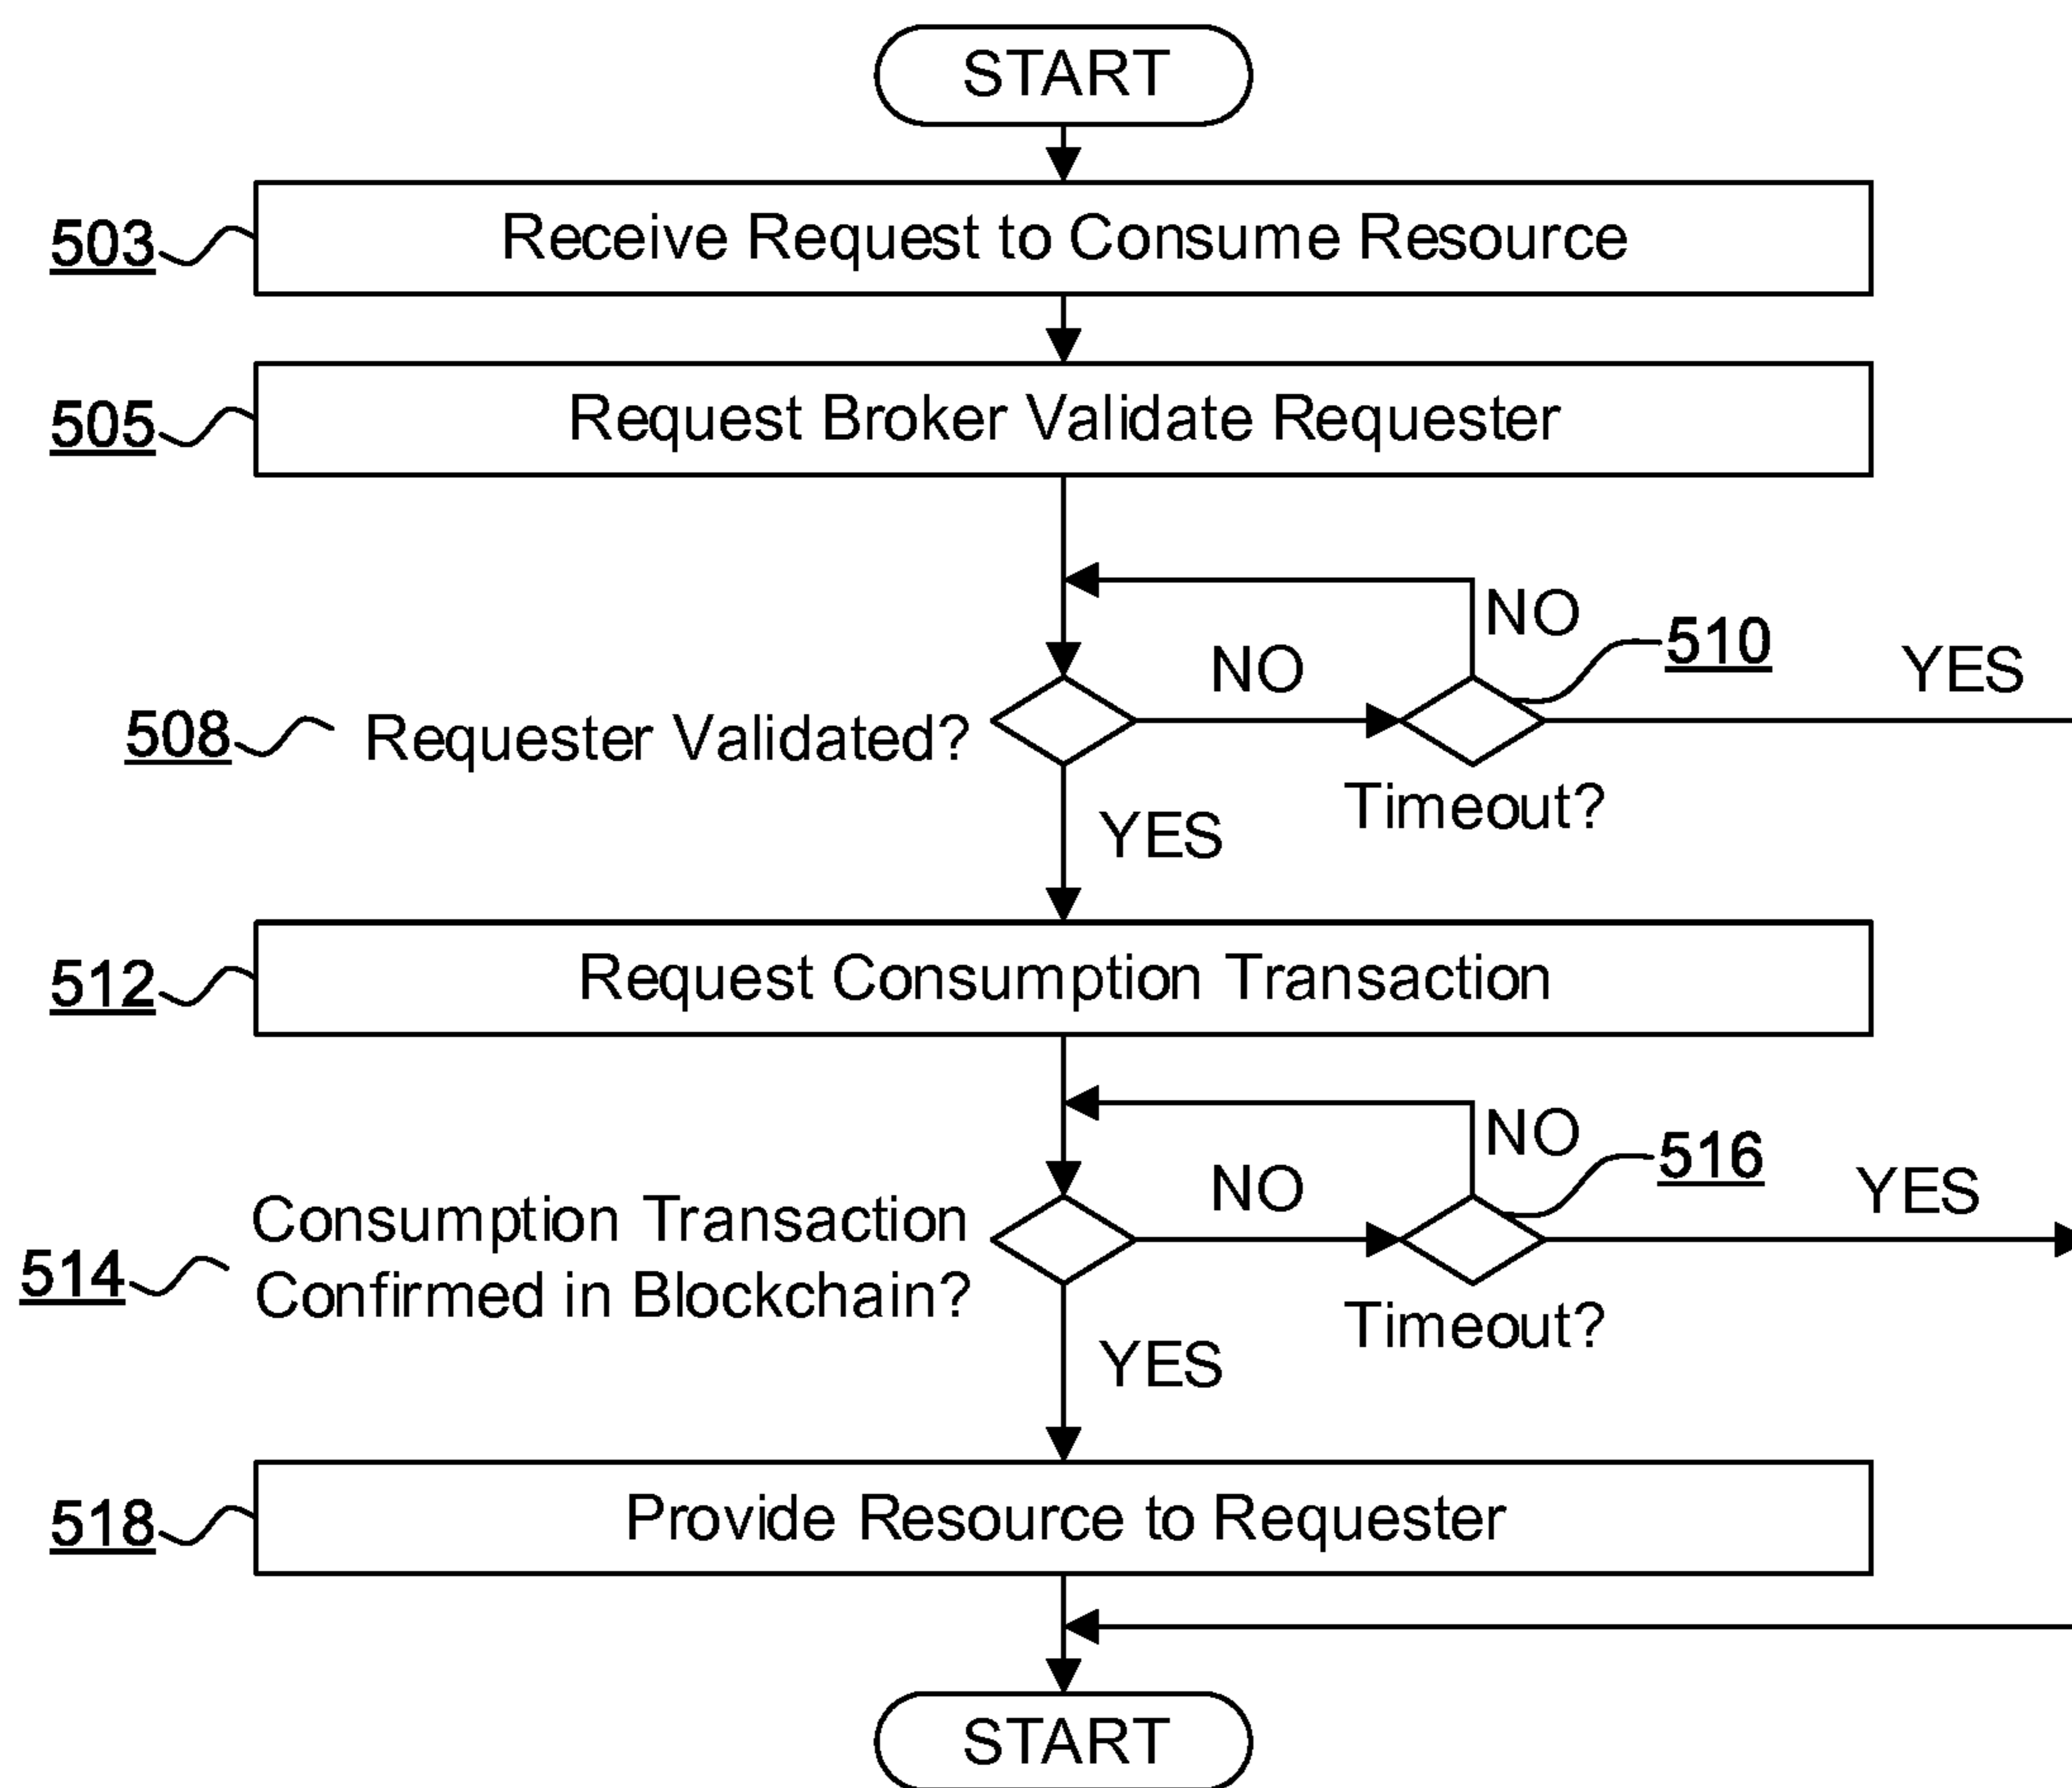 START
503
Receive Request to Consume Resource
505
Request Broker Validate Requester
NO
510
NO
YES
508
Requester Validated?
Timeout?
YES
512
Request Consumption Transaction
NO
516
NO
YES
Consumption Transaction
514
Confirmed in Blockchain?
Timeout?
YES
518
Provide Resource to Requester
START